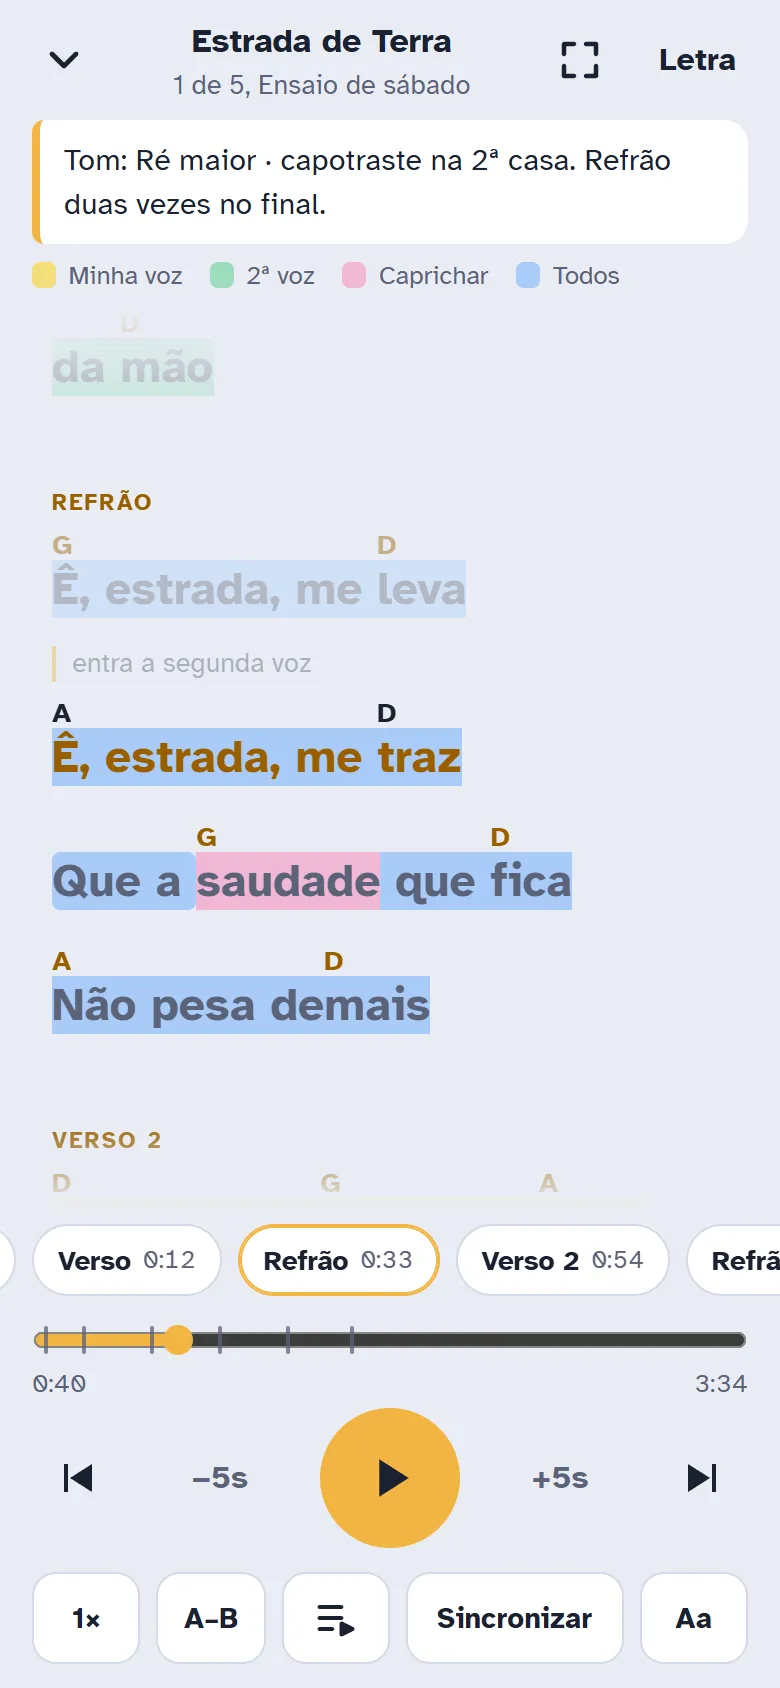 Estrada de Terra
1 de 5, Ensaio de sábado
Letra
Tom: Ré maior · capotraste na 2ª casa. Refrão
duas vezes no final.
Minha voz 2ª voz Caprichar Todos
D
da mão
REFRÃO
G D
Ê, estrada, me leva
entra a segunda voz
A D
Ê, estrada, me traz
G D
Que a saudade que fica
A D
Não pesa demais
VERSO 2
D G A
Verso 0:12 Refrão 0:33 Verso 2 0:54 Refrã
0:40 3:34
–5s +5s
1× A–B Sincronizar Aa